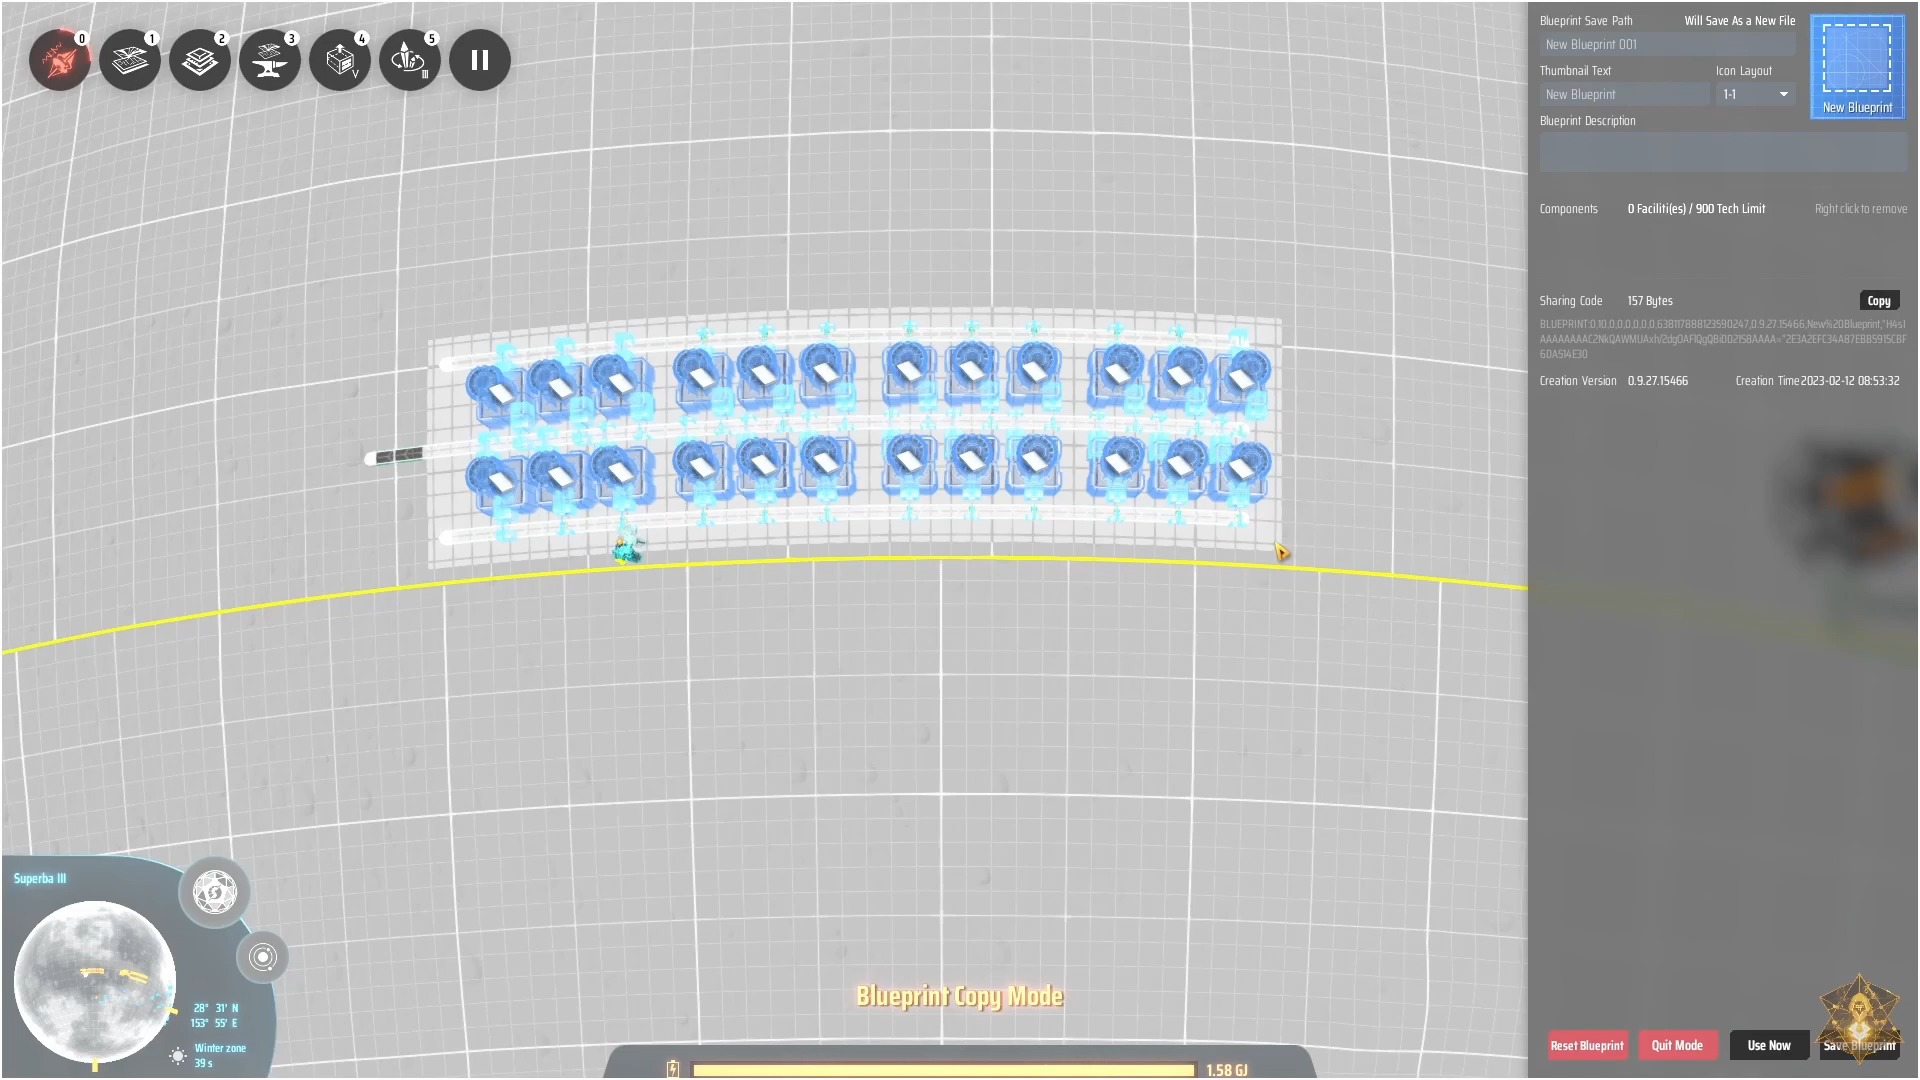 0
1
2
3
4
5
V
III
Blueprint Save Path
Will Save As a New File
New Blueprint 001
Thumbnail Text
Icon Layout
New Blueprint
1-1
New Blueprint
Blueprint Description
Components
0 Faciliti(es) / 900 Tech Limit
Right click to remove
Sharing Code
157 Bytes
Copy
Creation Version
0.9.27.15466
Creation Time 2023-02-12 08:53:32
Superba III
28° 31' N
153° 55' E
Winter zone
39 s
Blueprint Copy Mode
1.58 GJ
Reset Blueprint
Quit Mode
Use Now
Save Blueprint